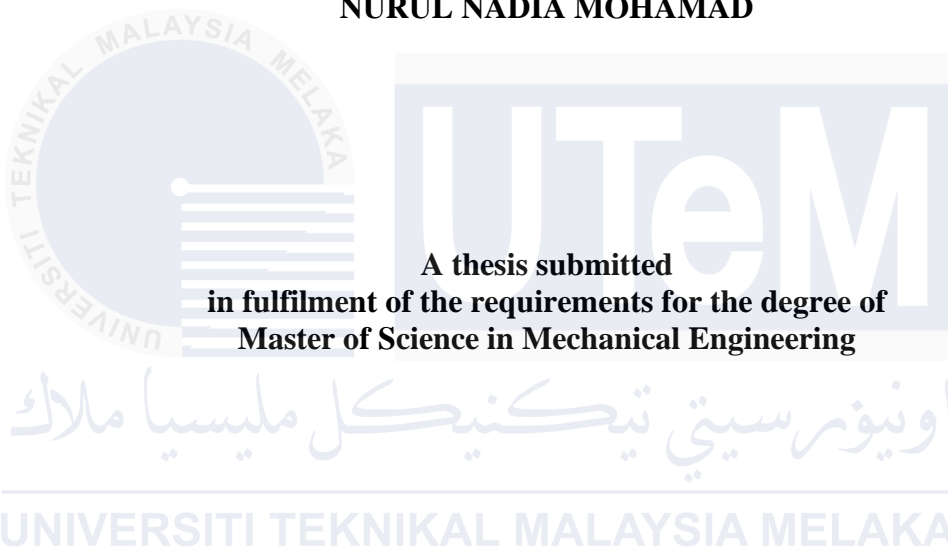 NURUL NADIA MOHAMAD
UNIVERSITI TEKNIKAL MALAYSIA MELAKA
UTeM
A thesis submitted
in fulfilment of the requirements for the degree of
Master of Science in Mechanical Engineering
اونيۏرسيتي تيكنيكل مليسيا ملاك
UNIVERSITI TEKNIKAL MALAYSIA MELAKA